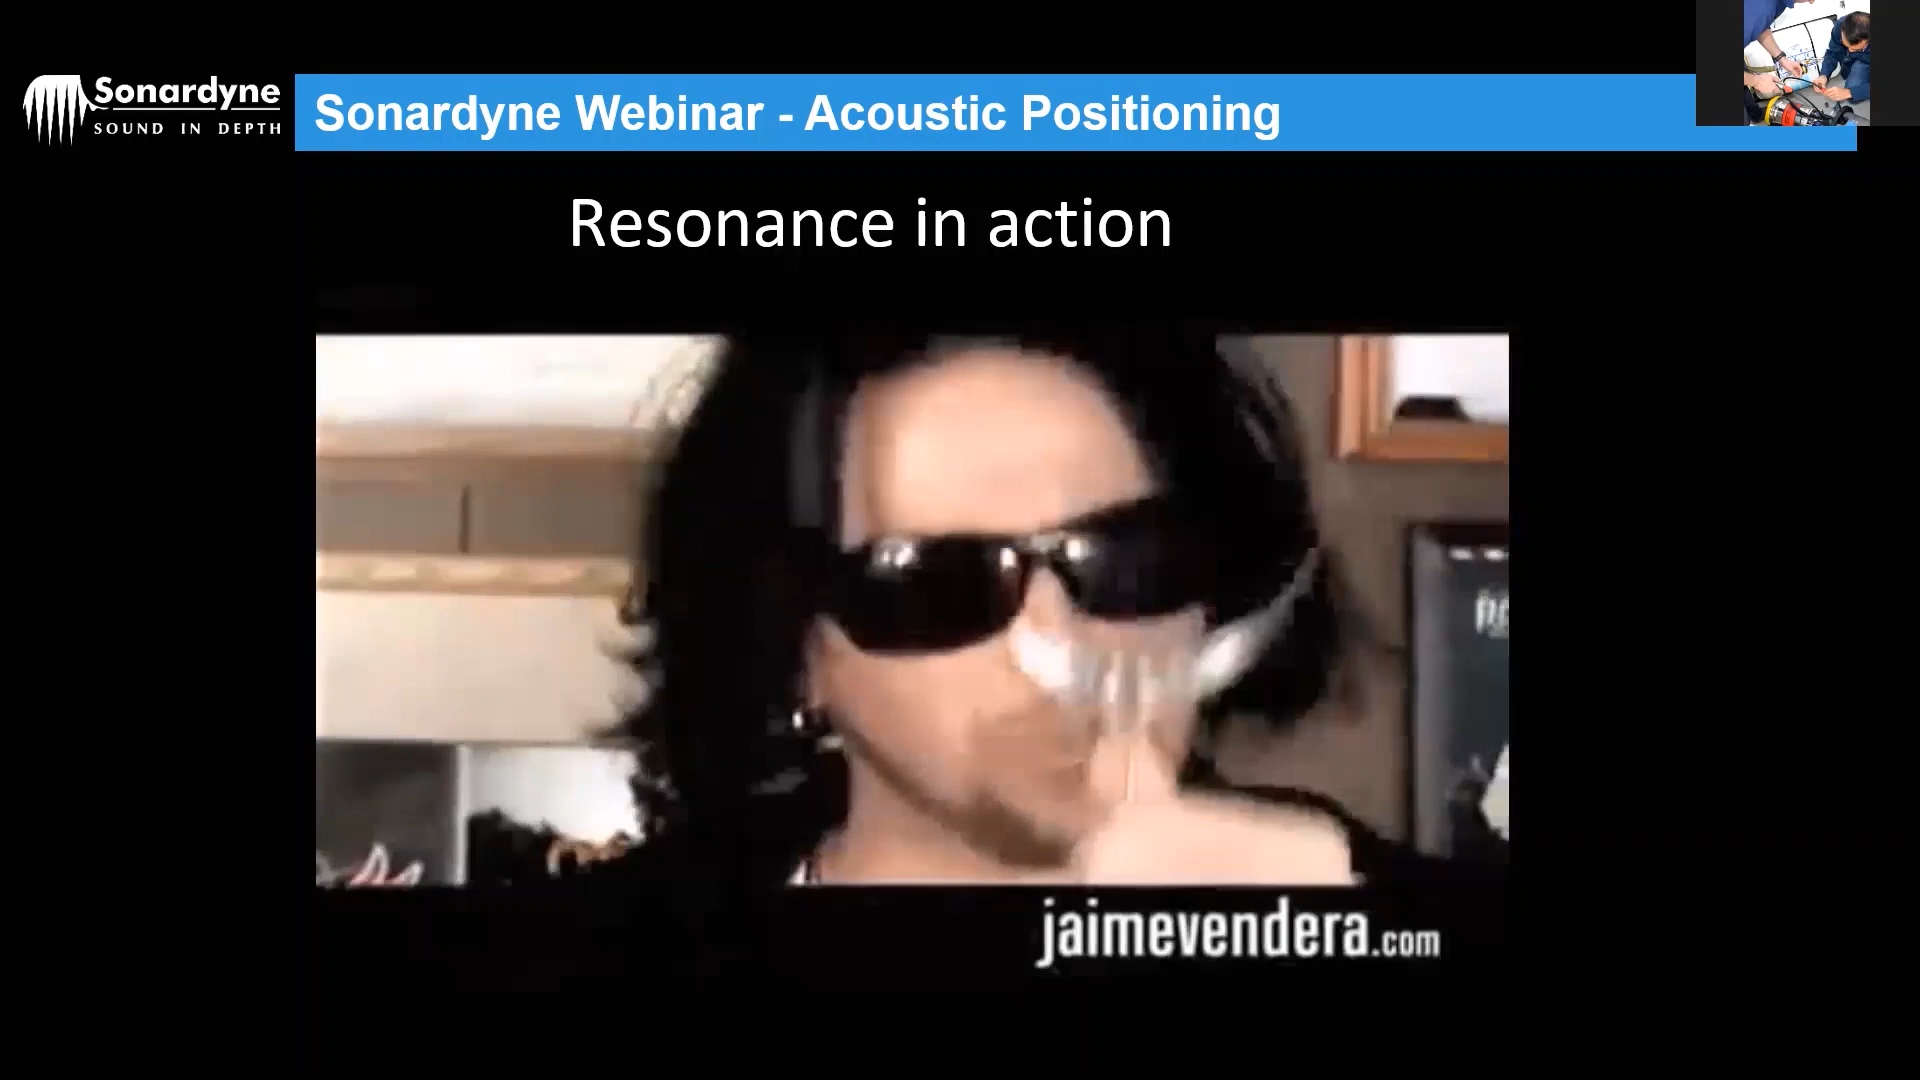 Sonardyne
SOUND IN DEPTH
Sonardyne Webinar - Acoustic Positioning
Resonance in action
jaimevendera.com